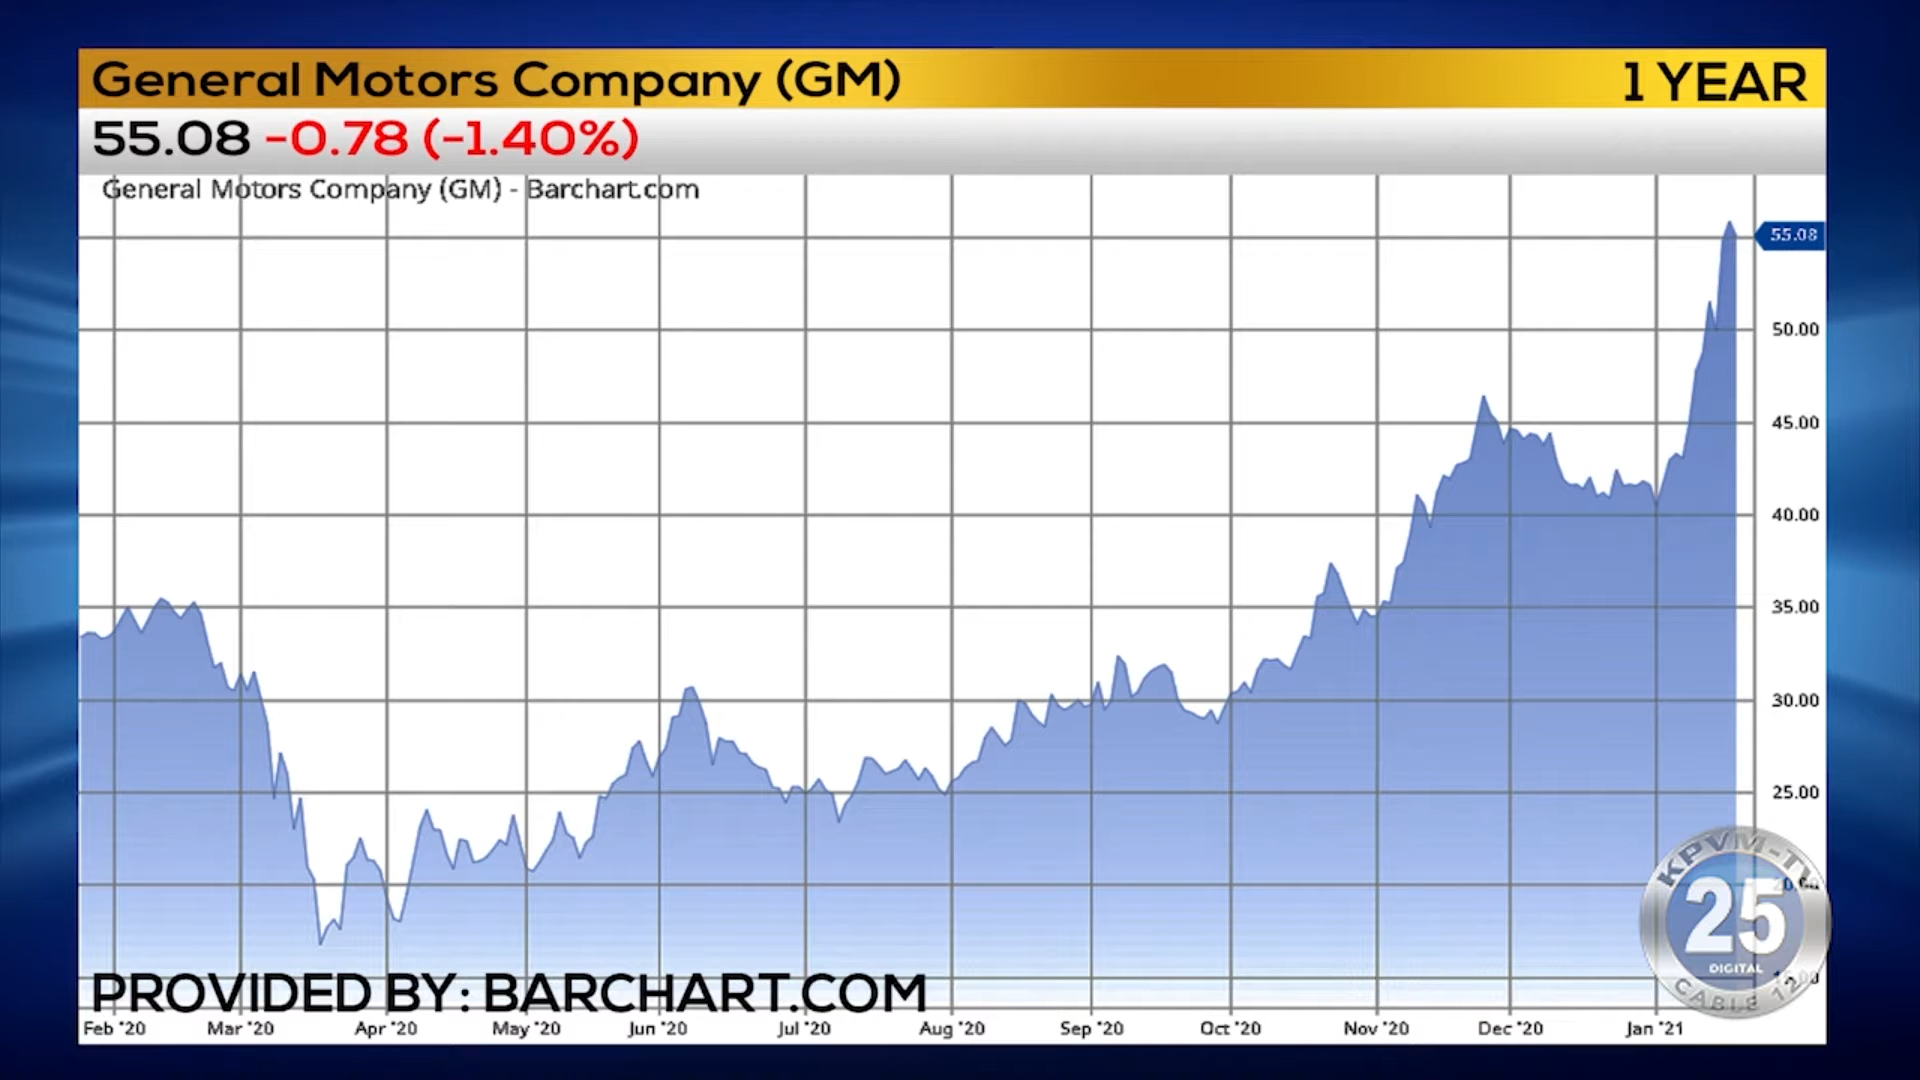 General Motors Company (GM) 1 YEAR
55.08 -0.78 (-1.40%)
General Motors Company (GM) - Barchart.com
55.08
50.00
45.00
40.00
35.00
30.00
25.00
KPVM-TV
25
DIGITAL
CABLE 12
PROVIDED BY: BARCHART.COM
Feb '20 Mar '20 Apr '20 May '20 Jun '20 Jul '20 Aug '20 Sep '20 Oct '20 Nov '20 Dec '20 Jan '21